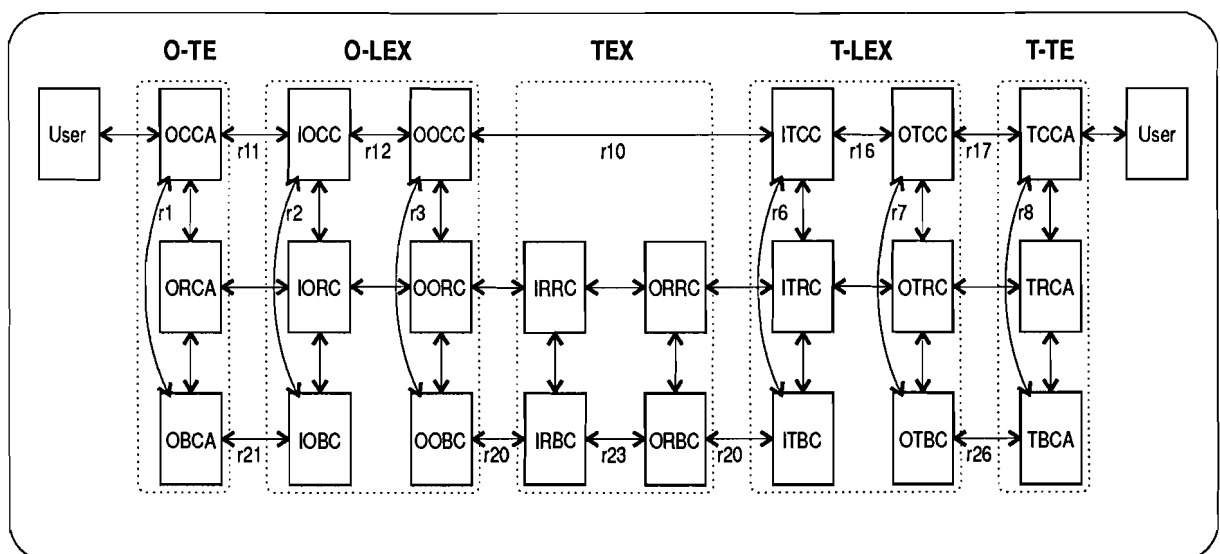 O-TE O-LEX TEX T-LEX T-TE
User OCCA IOCC OOCC ITCC OTCC TCCA User
r11 r12 r10 r16 r17
r1 r2 r3 r6 r7 r8
ORCA IORC OORC IRRC ORRC ITRC OTRC TRCA
OBCA IOBC OOBC IRBC ORBC ITBC OTBC TBCA
r21 r20 r23 r20 r26